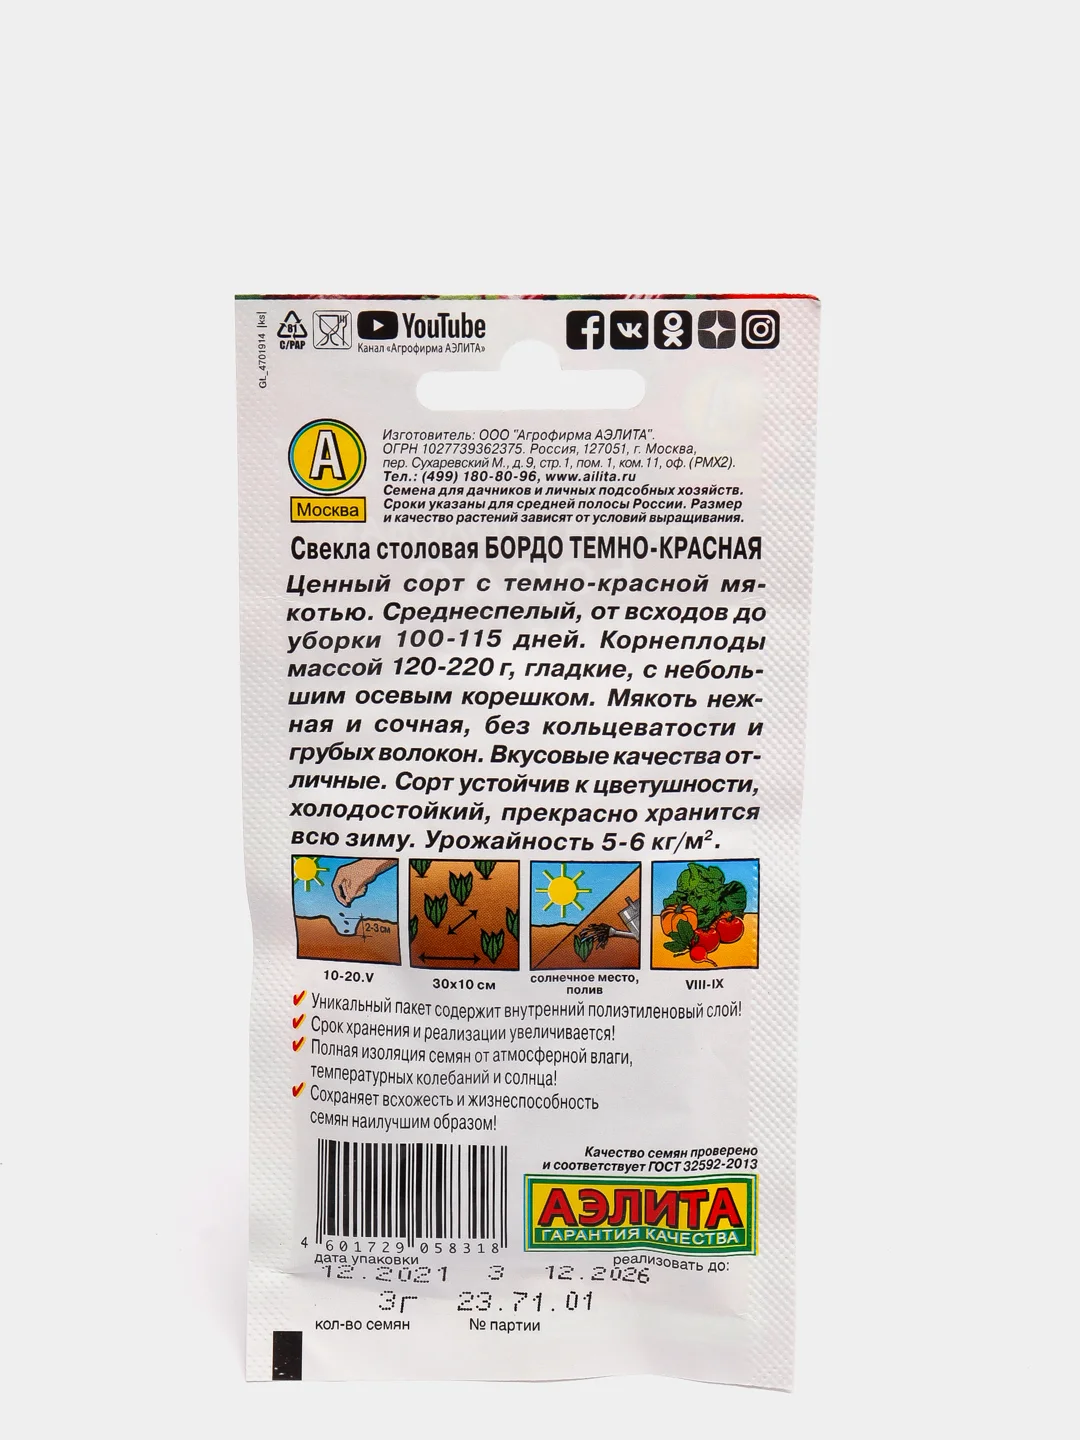 GL_4701914 [ks]
81
C/PAP
YouTube
Канал «Агрофирма АЭЛИТА»
А
Москва
Изготовитель: ООО "Агрофирма АЭЛИТА".
ОГРН 1027739362375. Россия, 127051, г. Москва,
пер. Сухаревский М., д. 9, стр. 1, пом. 1, ком. 11, оф. (РМХ2).
Тел.: (499) 180-80-96, www.ailita.ru
Семена для дачников и личных подсобных хозяйств.
Сроки указаны для средней полосы России. Размер
и качество растений зависят от условий выращивания.
Свекла столовая БОРДО ТЕМНО-КРАСНАЯ
Ценный сорт с темно-красной мя-
котью. Среднеспелый, от всходов до
уборки 100-115 дней. Корнеплоды
массой 120-220 г, гладкие, с неболь-
шим осевым корешком. Мякоть неж-
ная и сочная, без кольцеватости и
грубых волокон. Вкусовые качества от-
личные. Сорт устойчив к цветушности,
холодостойкий, прекрасно хранится
всю зиму. Урожайность 5-6 кг/м².
2-3 см
10-20.V
30x10 см
солнечное место,
полив
VIII-IX
Уникальный пакет содержит внутренний полиэтиленовый слой!
Срок хранения и реализации увеличивается!
Полная изоляция семян от атмосферной влаги,
температурных колебаний и солнца!
Сохраняет всхожесть и жизнеспособность
семян наилучшим образом!
Качество семян проверено
и соответствует ГОСТ 32592-2013
АЭЛИТА
ГАРАНТИЯ КАЧЕСТВА
4 601729 058318
дата упаковки
реализовать до:
12.2021 3 12.2026
3г 23.71.01
кол-во семян № партии